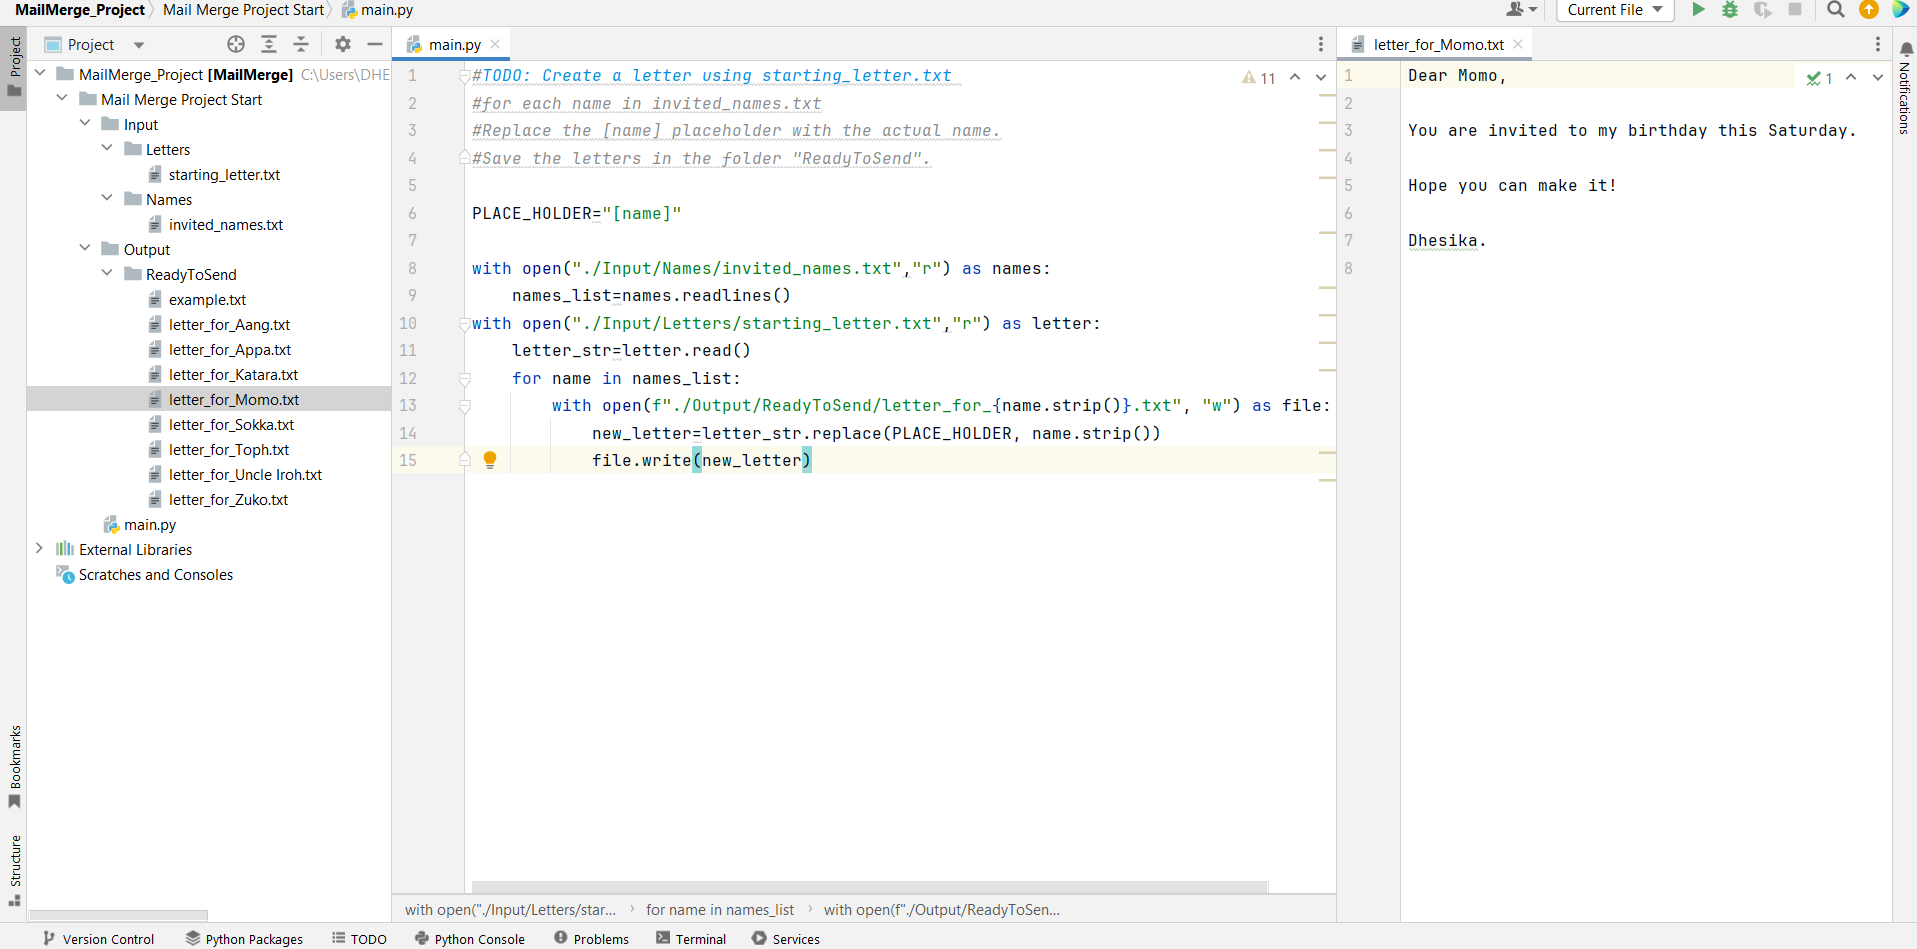 MailMerge_Project Mail Merge Project Start main.py
Current File
Project
Project
MailMerge_Project [MailMerge] C:\Users\DHE
Mail Merge Project Start
Input
Letters
starting_letter.txt
Names
invited_names.txt
Output
ReadyToSend
example.txt
letter_for_Aang.txt
letter_for_Appa.txt
letter_for_Katara.txt
letter_for_Momo.txt
letter_for_Sokka.txt
letter_for_Toph.txt
letter_for_Uncle Iroh.txt
letter_for_Zuko.txt
main.py
External Libraries
Scratches and Consoles
Bookmarks
Structure
main.py
11
1 #TODO: Create a letter using starting_letter.txt
2 #for each name in invited_names.txt
3 #Replace the [name] placeholder with the actual name.
4 #Save the letters in the folder "ReadyToSend".
5
6 PLACE_HOLDER="[name]"
7
8 with open("./Input/Names/invited_names.txt","r") as names:
9 names_list=names.readlines()
10 with open("./Input/Letters/starting_letter.txt","r") as letter:
11 letter_str=letter.read()
12 for name in names_list:
13 with open(f"./Output/ReadyToSend/letter_for_{name.strip()}.txt", "w") as file:
14 new_letter=letter_str.replace(PLACE_HOLDER, name.strip())
15 file.write(new_letter)
with open("./Input/Letters/star... for name in names_list with open(f"./Output/ReadyToSen...
letter_for_Momo.txt
1
1 Dear Momo,
2
3 You are invited to my birthday this Saturday.
4
5 Hope you can make it!
6
7 Dhesika.
8
Notifications
Version Control Python Packages TODO Python Console Problems Terminal Services